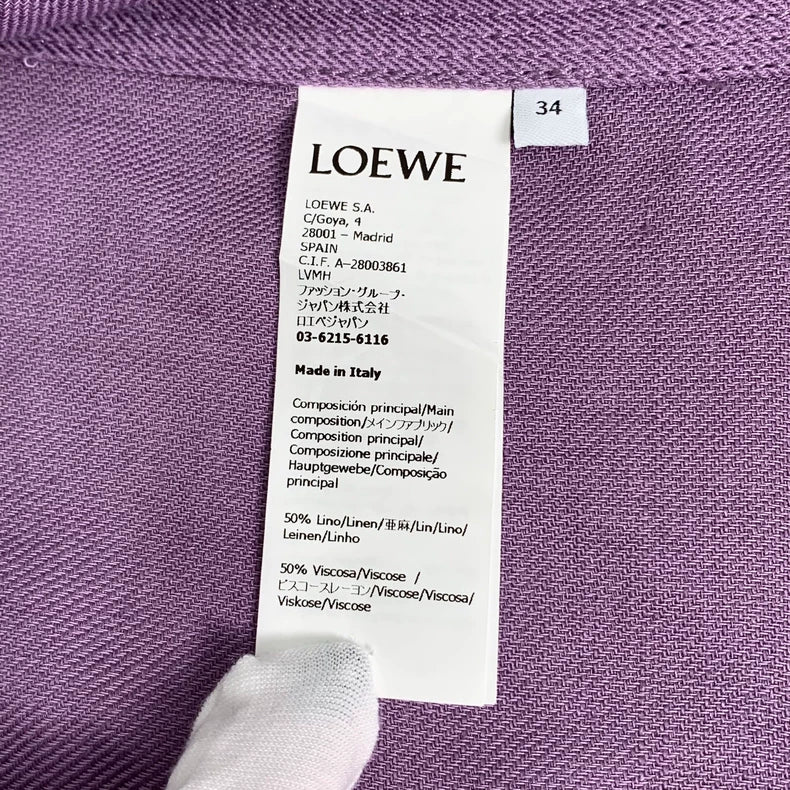 34
LOEWE
LOEWE S.A.
C/Goya, 4
28001 – Madrid
SPAIN
C.I.F. A–28003861
LVMH
ファッション・グループ・
ジャパン株式会社
ロエベジャパン
03-6215-6116
Made in Italy
Composición principal/Main
composition/メインファブリック/
Composition principal/
Composizione principale/
Hauptgewebe/Composição
principal
50% Lino/Linen/亜麻/Lin/Lino/
Leinen/Linho
50% Viscosa/Viscose /
ビスコースレーヨン/Viscose/Viscosa/
Viskose/Viscose